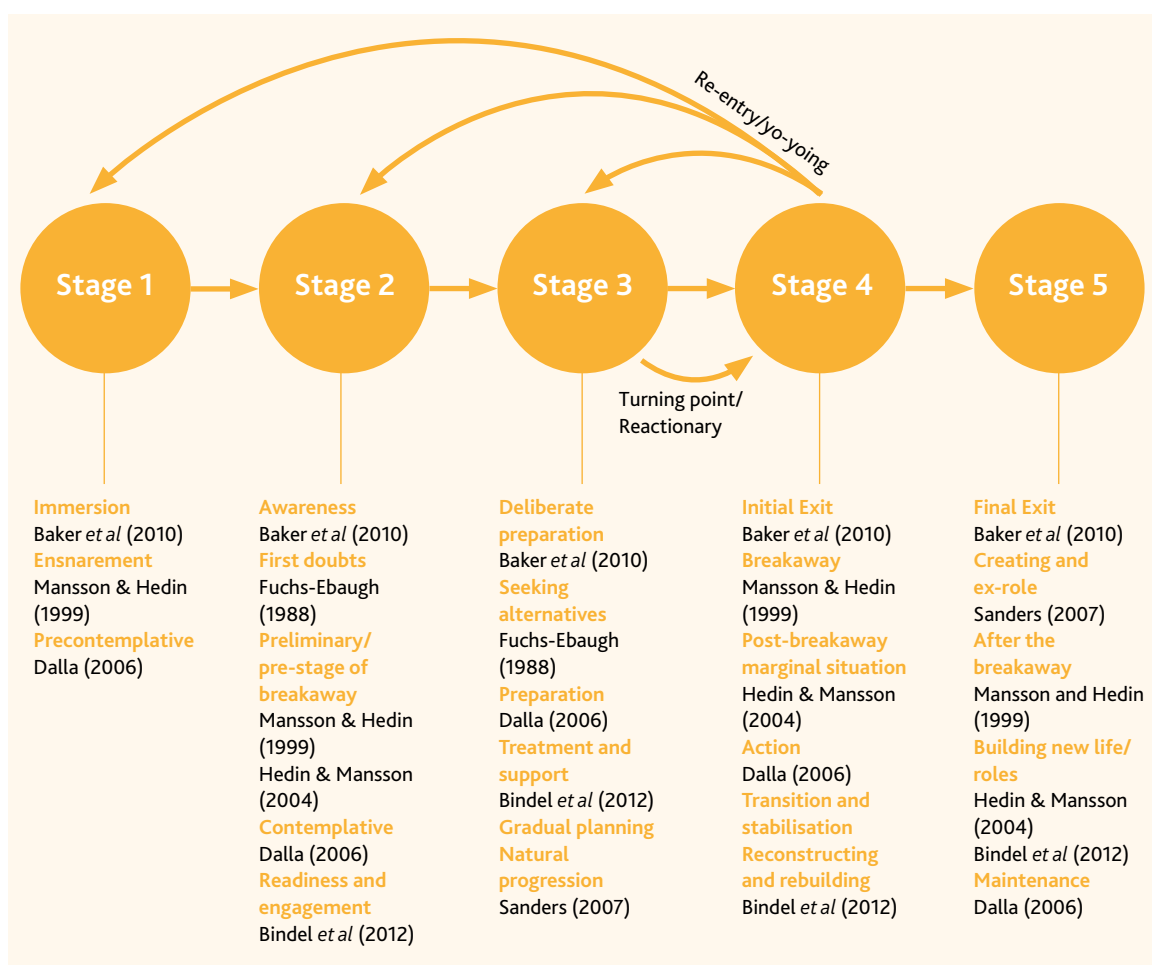 Re-entry/yo-yoing
Stage 1
Stage 2
Stage 3
Stage 4
Stage 5
Turning point/
Reactionary
Immersion
Baker et al (2010)
Ensnarement
Mansson & Hedin
(1999)
Precontemplative
Dalla (2006)
Awareness
Baker et al (2010)
First doubts
Fuchs-Ebaugh
(1988)
Preliminary/
pre-stage of
breakaway
Mansson & Hedin
(1999)
Hedin & Mansson
(2004)
Contemplative
Dalla (2006)
Readiness and
engagement
Bindel et al (2012)
Deliberate
preparation
Baker et al (2010)
Seeking
alternatives
Fuchs-Ebaugh
(1988)
Preparation
Dalla (2006)
Treatment and
support
Bindel et al (2012)
Gradual planning
Natural
progression
Sanders (2007)
Initial Exit
Baker et al (2010)
Breakaway
Mansson & Hedin
(1999)
Post-breakaway
marginal situation
Hedin & Mansson
(2004)
Action
Dalla (2006)
Transition and
stabilisation
Reconstructing
and rebuilding
Bindel et al (2012)
Final Exit
Baker et al (2010)
Creating and
ex-role
Sanders (2007)
After the
breakaway
Mansson and Hedin
(1999)
Building new life/
roles
Hedin & Mansson
(2004)
Bindel et al (2012)
Maintenance
Dalla (2006)